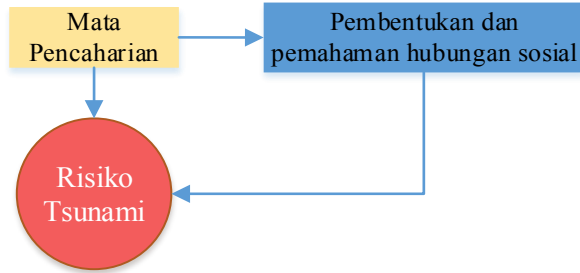 Mata
Pencaharian
Pembentukan dan
pemahaman hubungan sosial
Risiko
Tsunami